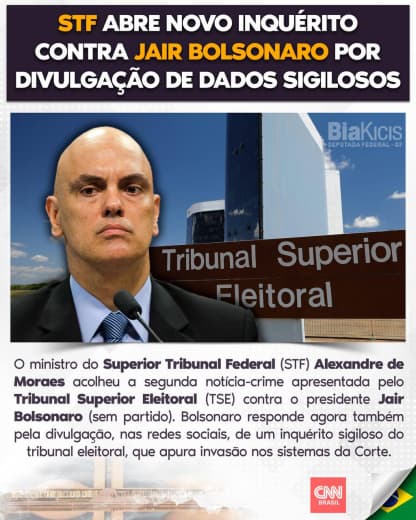 STF ABRE NOVO INQUÉRITO
CONTRA JAIR BOLSONARO POR
DIVULGAÇÃO DE DADOS SIGILOSOS
BIAKICIS
DEPUTADA FEDERAL - DF
Tribunal Superior
Eleitoral
O ministro do Superior Tribunal Federal (STF) Alexandre de
Moraes acolheu a segunda notícia-crime apresentada pelo
Tribunal Superior Eleitoral (TSE) contra o presidente Jair
Bolsonaro (sem partido). Bolsonaro responde agora também
pela divulgação, nas redes sociais, de um inquérito sigiloso do
tribunal eleitoral, que apura invasão nos sistemas da Corte.
CNN
BRASIL